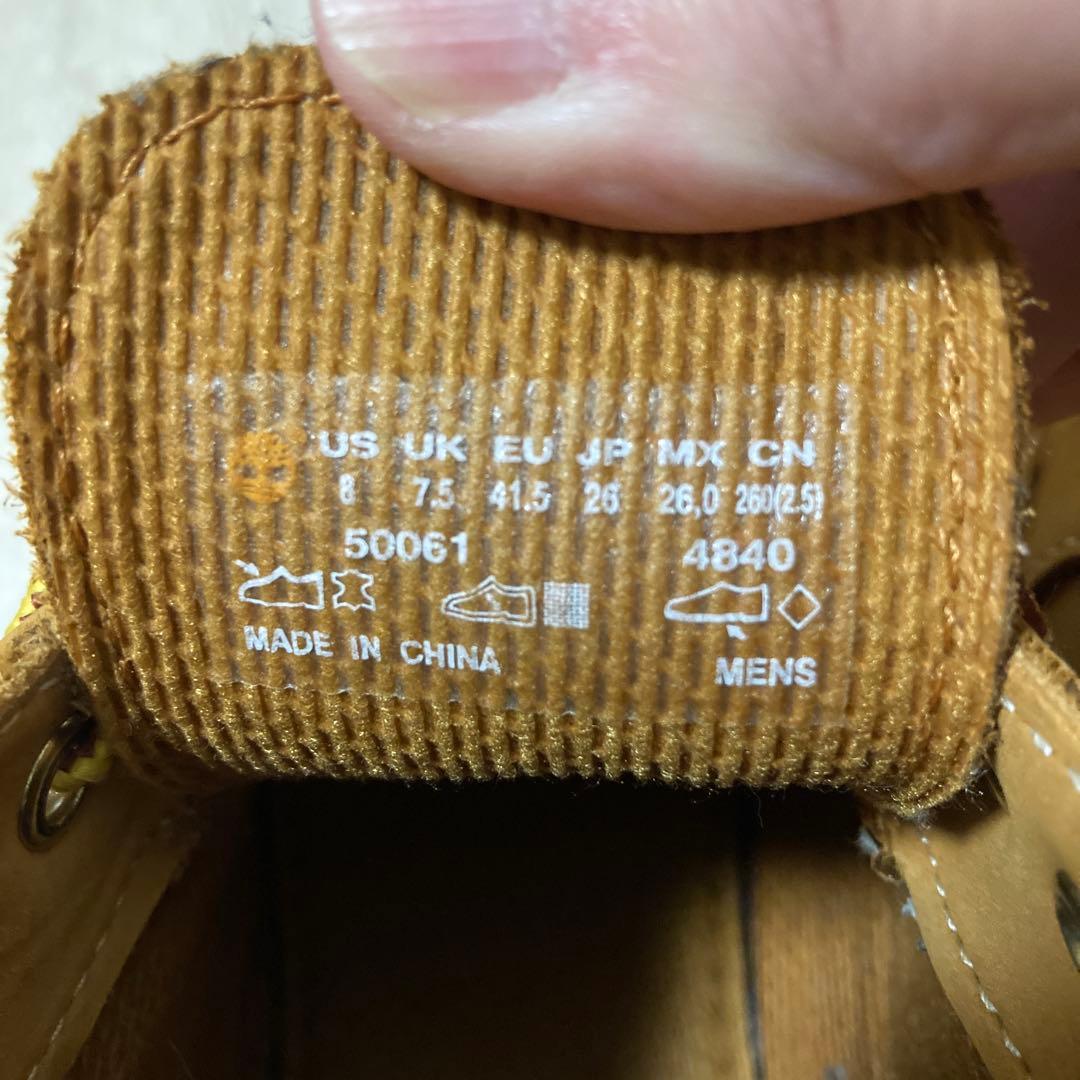 US UK EU JP MX CN
8 7.5 41.5 26 26.0 260(2.5)
50061 4840
MADE IN CHINA MENS